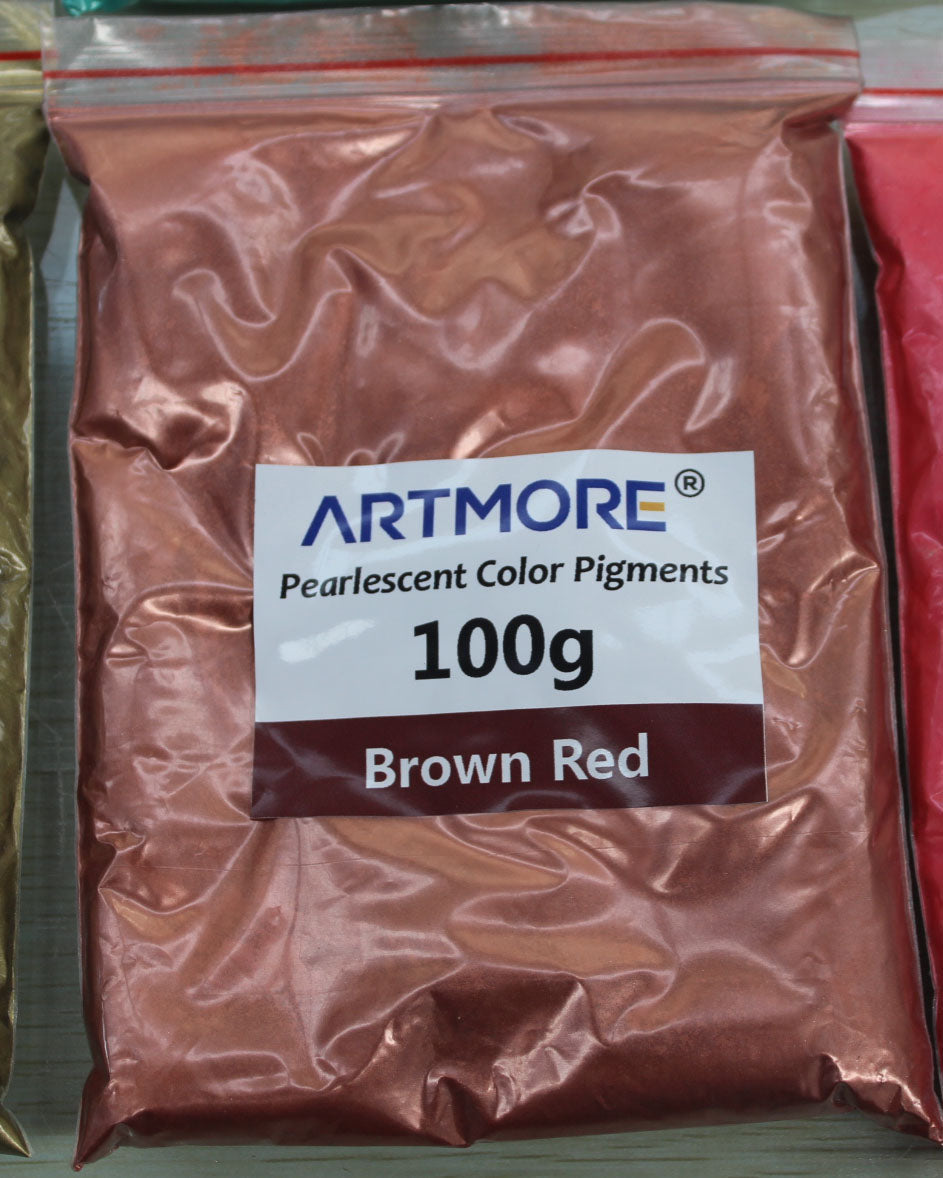 ARTMORE®
Pearlescent Color Pigments
100g
Brown Red